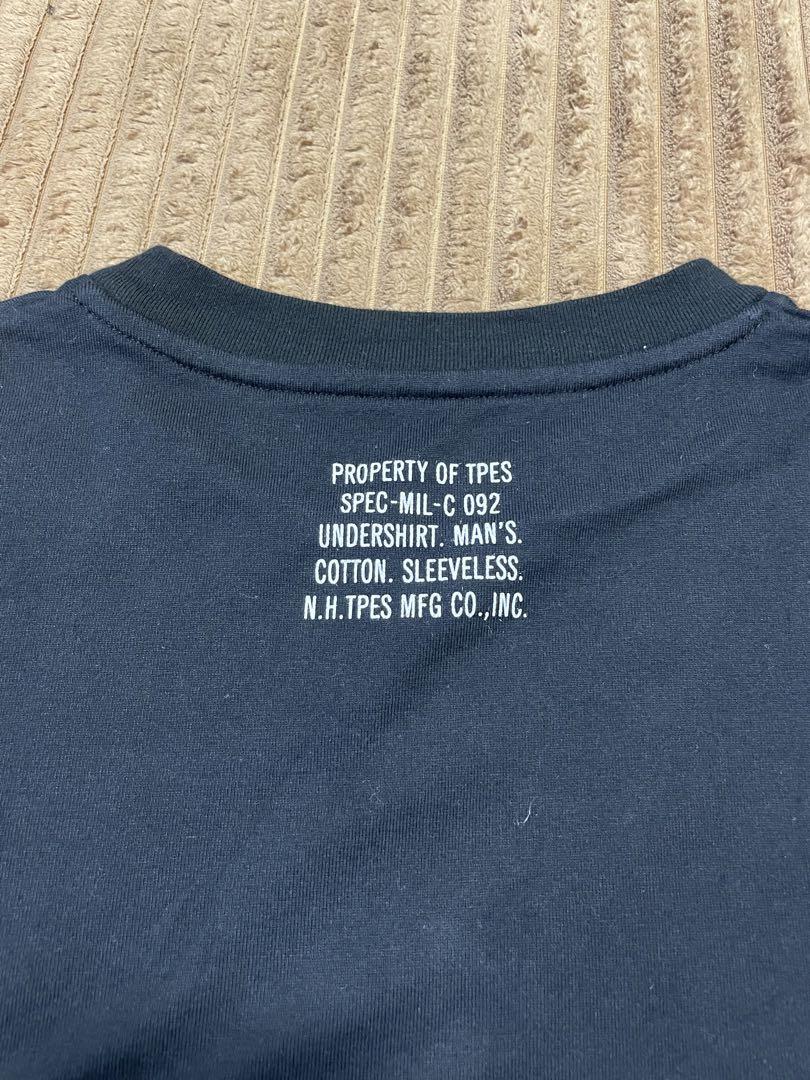 PROPERTY OF TPES
SPEC-MIL-C 092
UNDERSHIRT. MAN'S.
COTTON. SLEEVELESS.
N.H.TPES MFG CO.,INC.